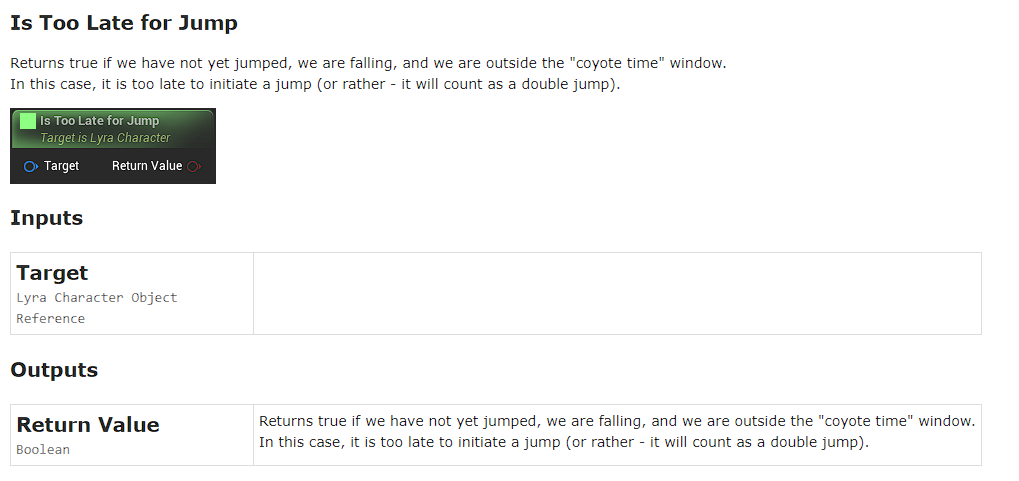 Is Too Late for Jump
Returns true if we have not yet jumped, we are falling, and we are outside the "coyote time" window.
In this case, it is too late to initiate a jump (or rather - it will count as a double jump).
Is Too Late for Jump
Target is Lyra Character
Target
Return Value
Inputs
Target
Lyra Character Object
Reference
Outputs
Return Value
Boolean
Returns true if we have not yet jumped, we are falling, and we are outside the "coyote time" window.
In this case, it is too late to initiate a jump (or rather - it will count as a double jump).